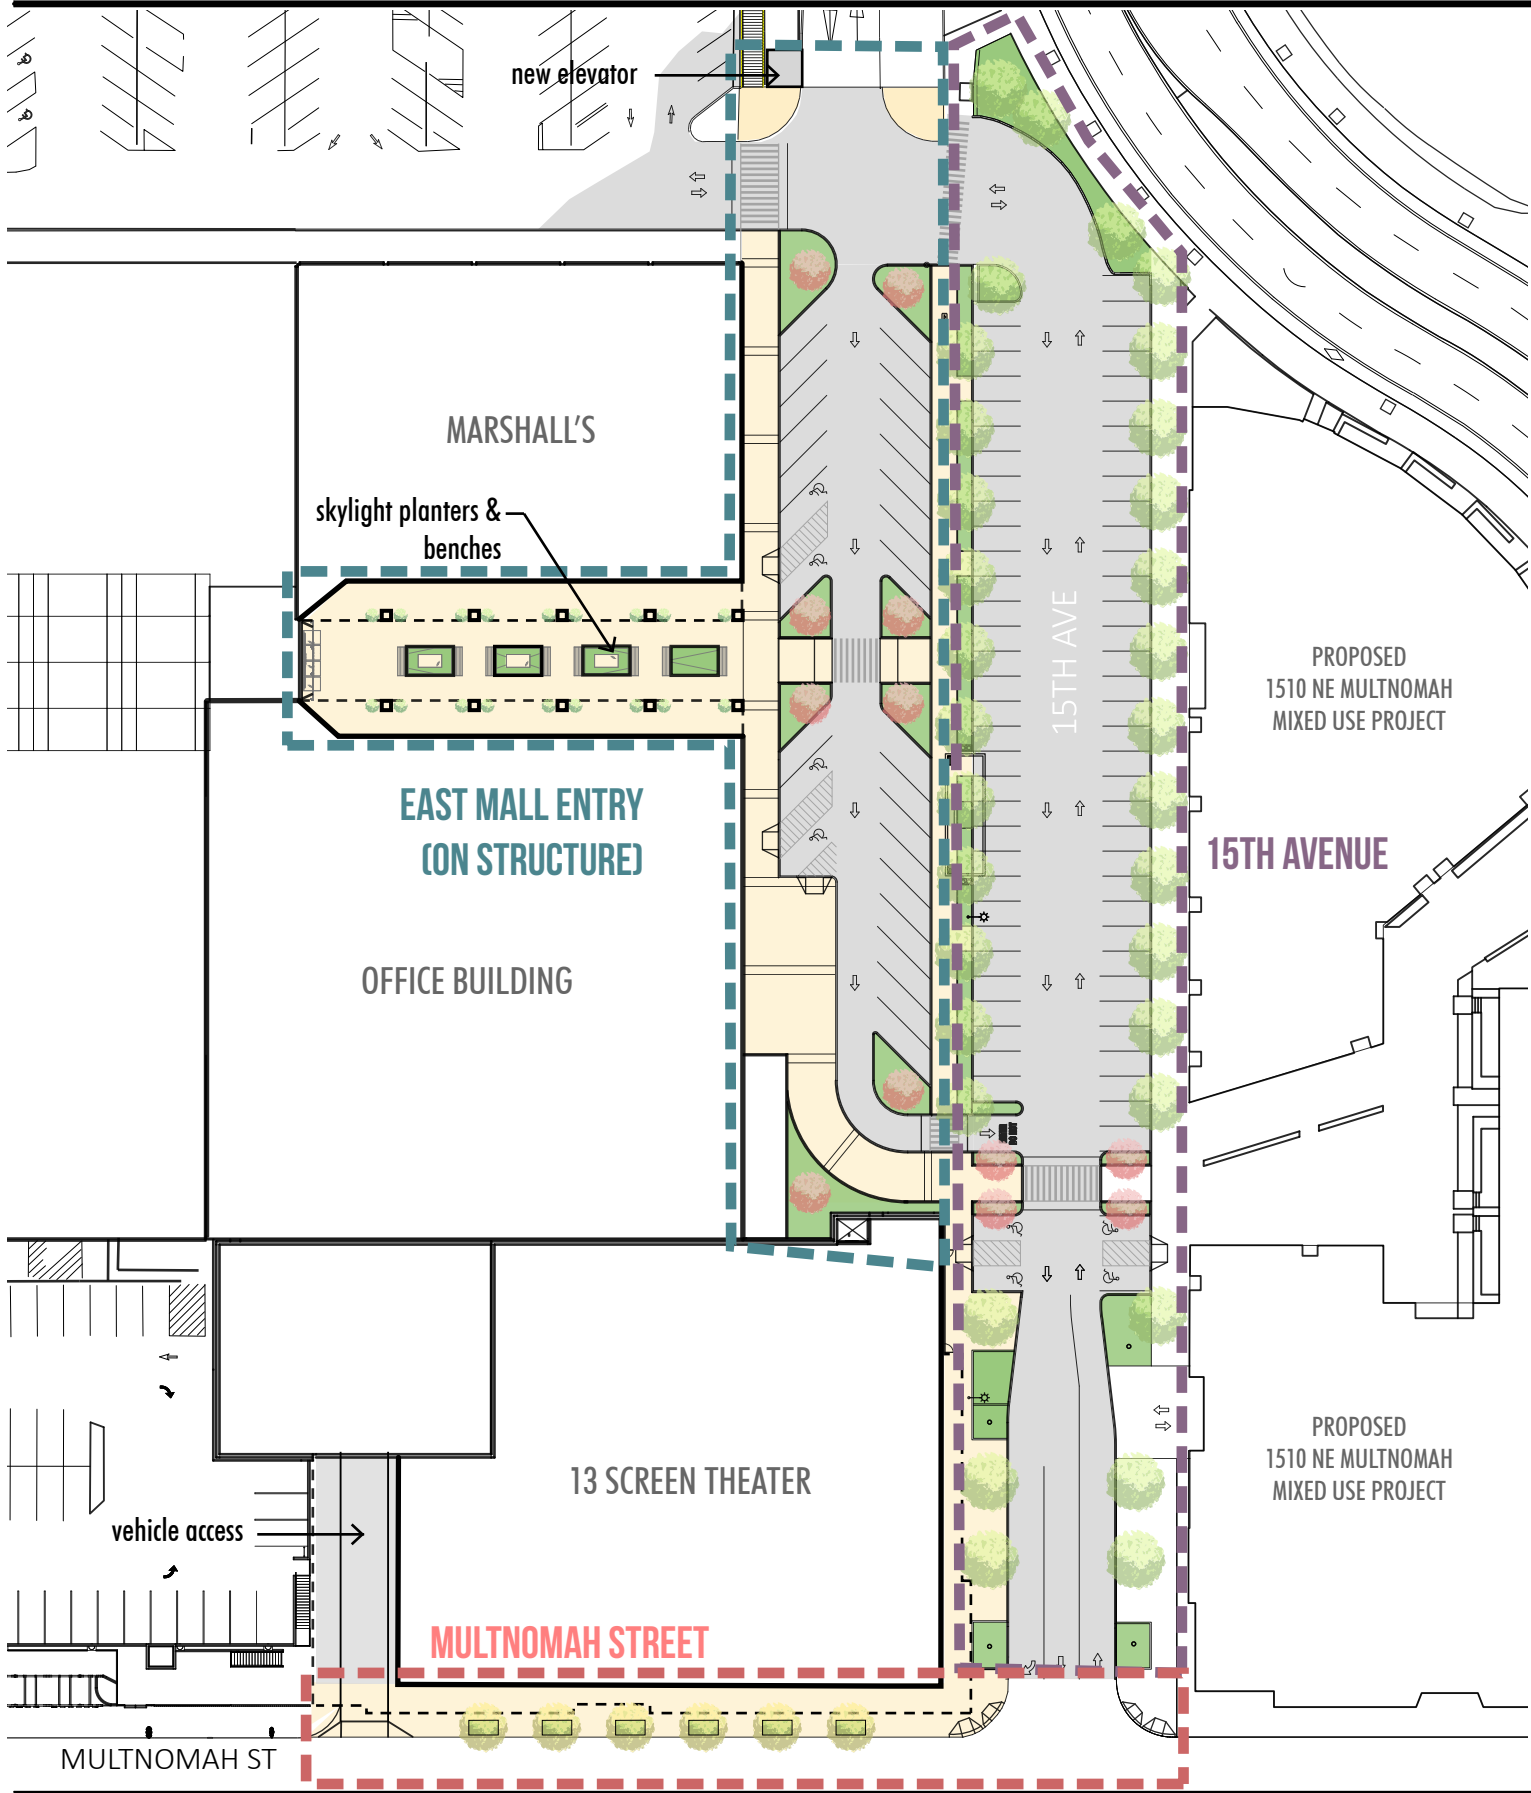 new elevator
MARSHALL'S
skylight planters &
benches
15TH AVE
PROPOSED
1510 NE MULTNOMAH
MIXED USE PROJECT
EAST MALL ENTRY
(ON STRUCTURE)
15TH AVENUE
OFFICE BUILDING
13 SCREEN THEATER
PROPOSED
1510 NE MULTNOMAH
MIXED USE PROJECT
vehicle access
MULTNOMAH STREET
MULTNOMAH ST